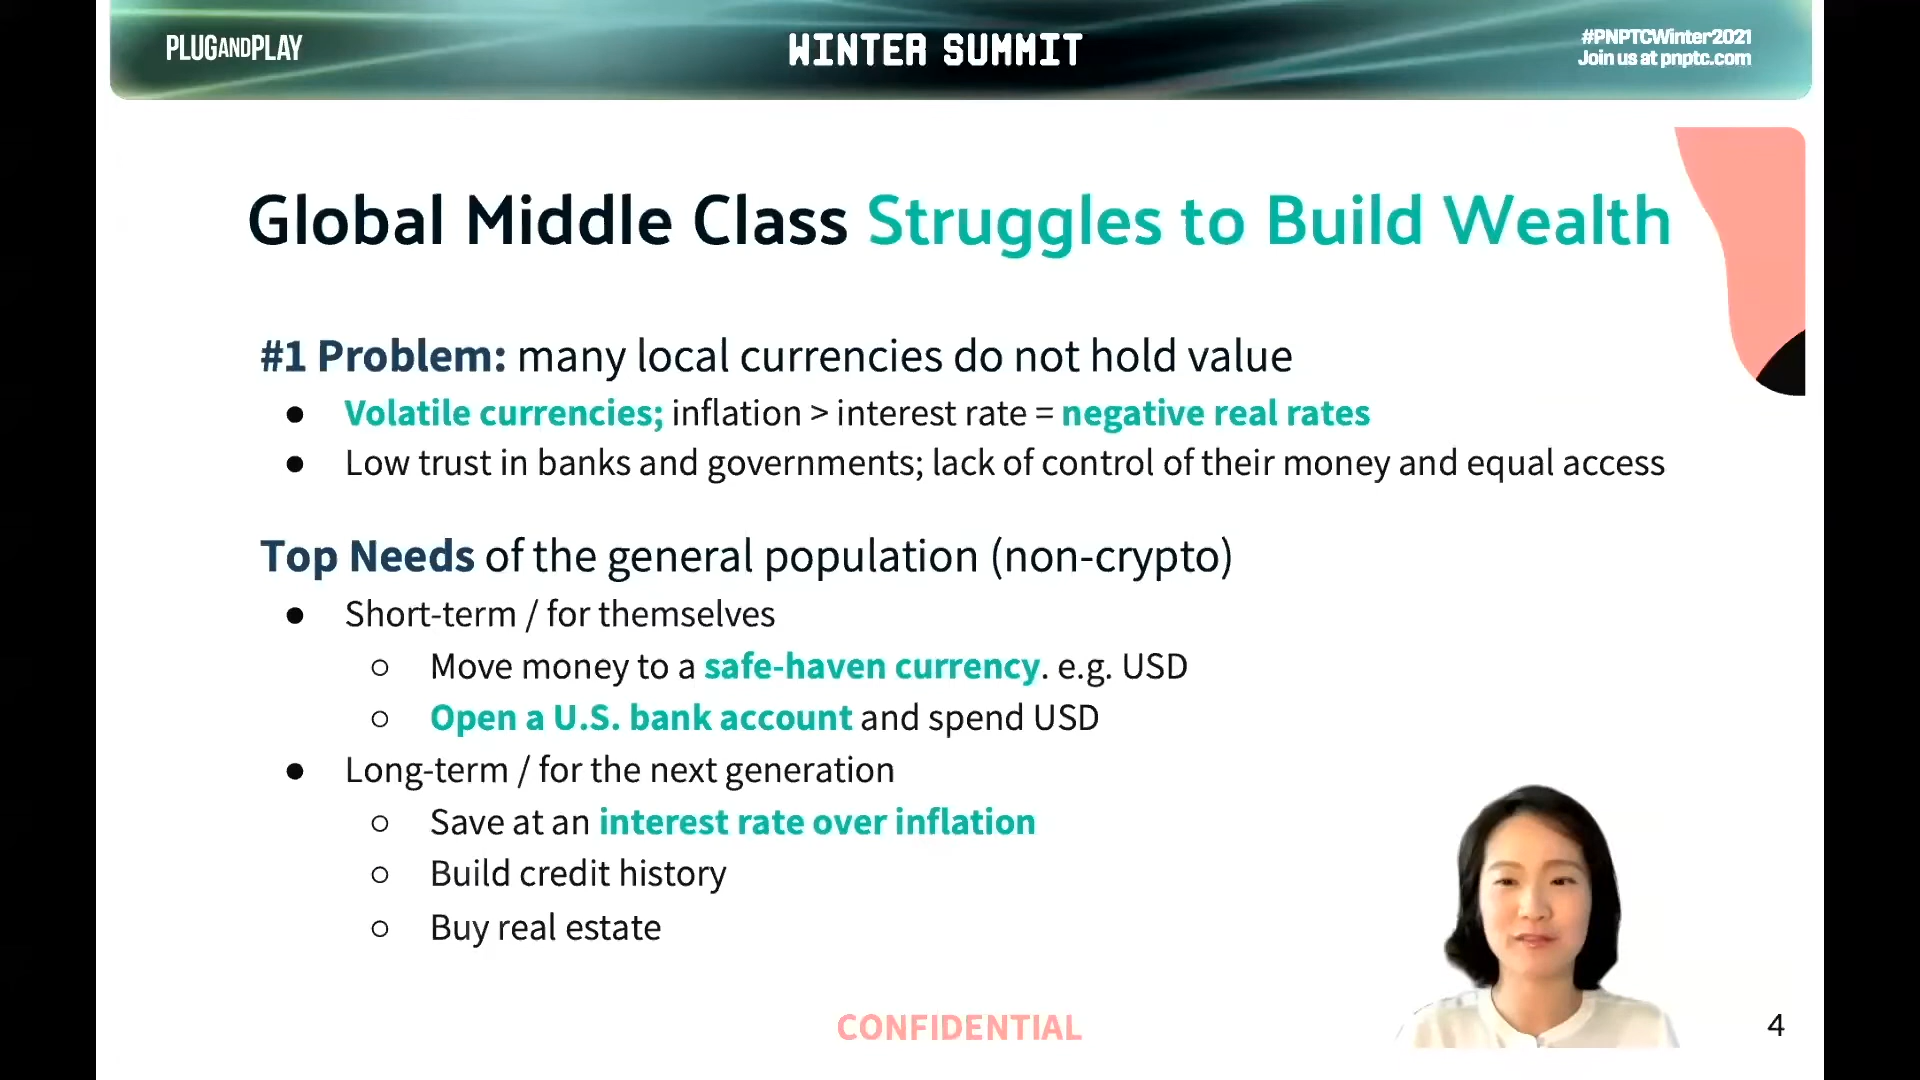 PLUGANDPLAY
WINTER SUMMIT
#PNPTCWinter2021
Join us at pnptc.com
Global Middle Class Struggles to Build Wealth
#1 Problem: many local currencies do not hold value
● Volatile currencies; inflation > interest rate = negative real rates
● Low trust in banks and governments; lack of control of their money and equal access
Top Needs of the general population (non-crypto)
● Short-term / for themselves
○ Move money to a safe-haven currency. e.g. USD
○ Open a U.S. bank account and spend USD
● Long-term / for the next generation
○ Save at an interest rate over inflation
○ Build credit history
○ Buy real estate
CONFIDENTIAL
4